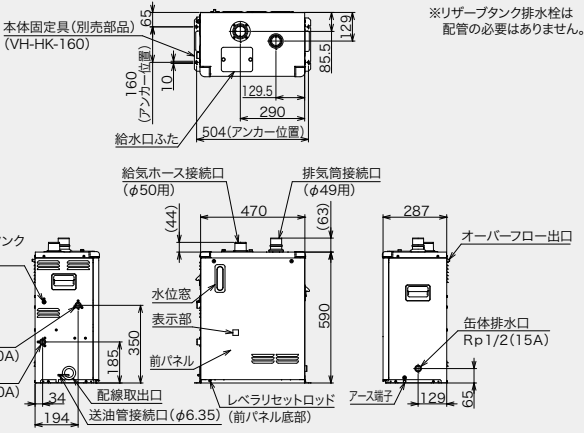 ※リザーブタンク排水栓は
配管の必要はありません。
65
129
85.5
本体固定具(別売部品)
(VH-HK-160)
160
(アンカー位置)
10
129.5
290
504(アンカー位置)
給水口ふた
給気ホース接続口
(φ50用)
排気筒接続口
(φ49用)
(44)
470
(63)
287
ンク
オーバーフロー出口
水位窓
表示部
前パネル
590
350
185
0A)
0A)
34
194
配線取出口
送油管接続口(φ6.35)
レベラリセットロッド
(前パネル底部)
缶体排水口
Rp1/2(15A)
アース端子
129
65